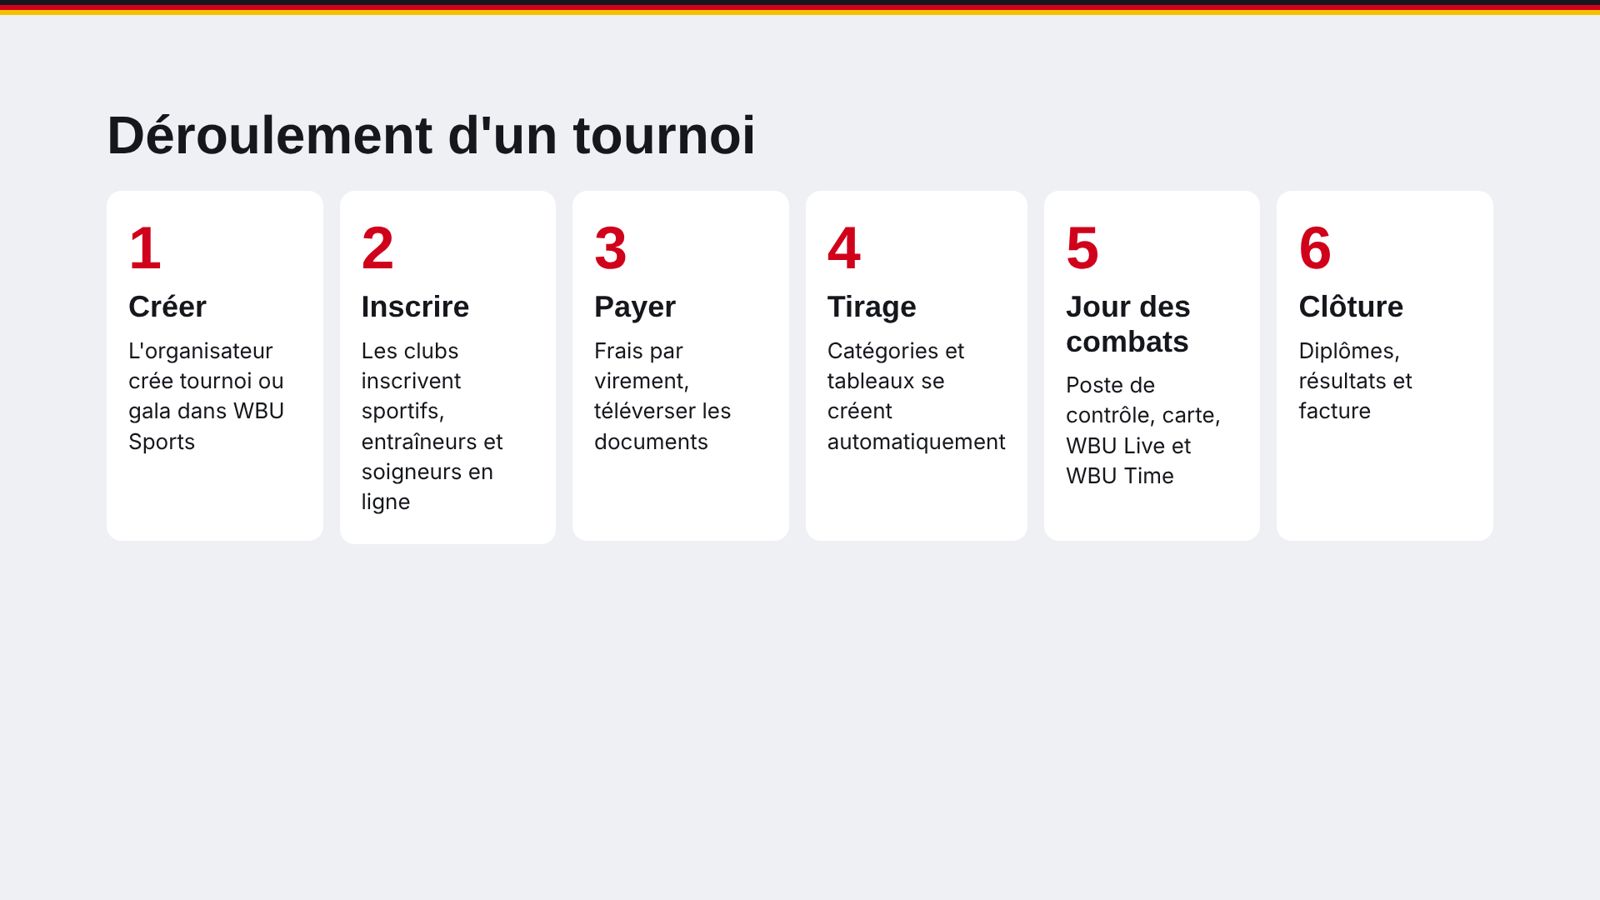 Déroulement d'un tournoi
1
Créer
L'organisateur
crée tournoi ou
gala dans WBU
Sports
2
Inscrire
Les clubs
inscrivent
sportifs,
entraîneurs et
soigneurs en
ligne
3
Payer
Frais par
virement,
téléverser les
documents
4
Tirage
Catégories et
tableaux se
créent
automatiquement
5
Jour des
combats
Poste de
contrôle, carte,
WBU Live et
WBU Time
6
Clôture
Diplômes,
résultats et
facture